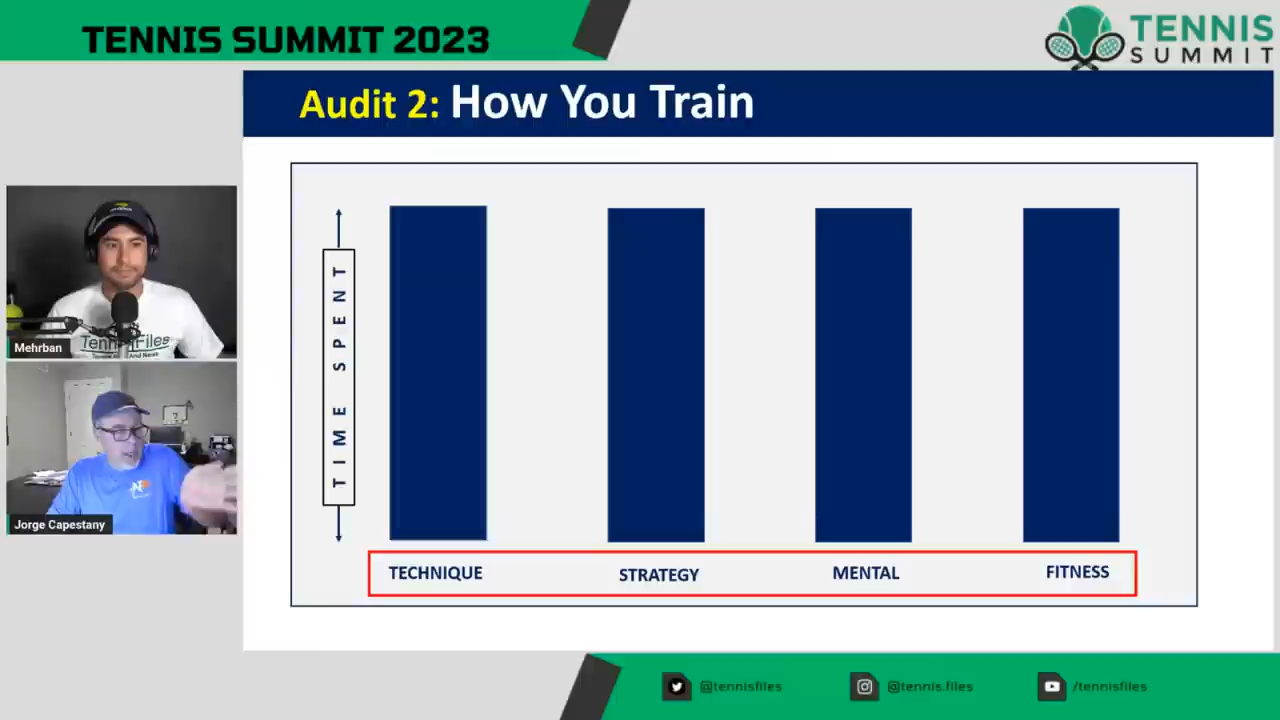 TENNIS SUMMIT 2023
TENNIS
SUMMIT
Audit 2: How You Train
TIME SPENT
TECHNIQUE
STRATEGY
MENTAL
FITNESS
Mehrban
Jorge Capestany
@tennisfiles
@tennis.files
/tennisfiles